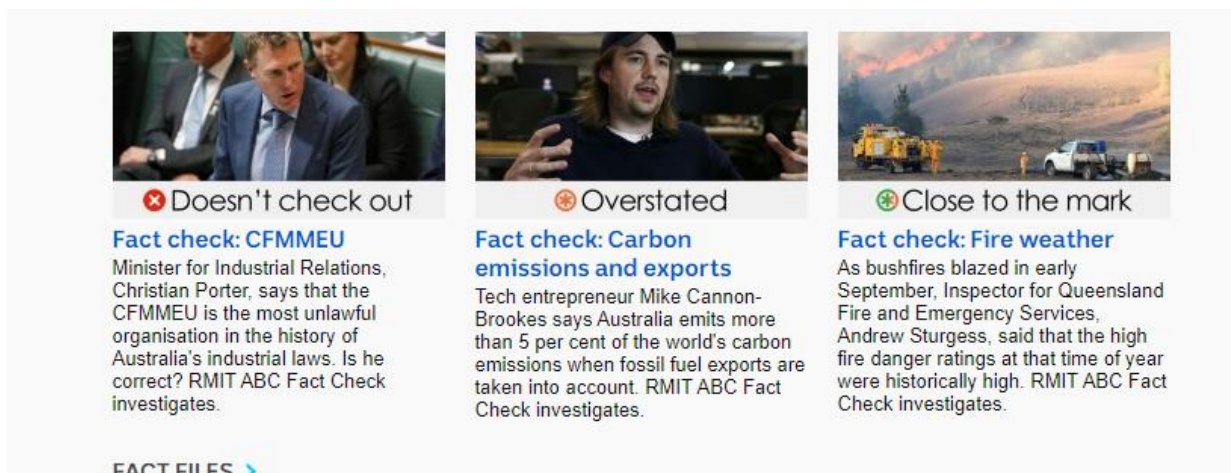 Doesn't check out
Fact check: CFMMEU
Minister for Industrial Relations,
Christian Porter, says that the
CFMMEU is the most unlawful
organisation in the history of
Australia's industrial laws. Is he
correct? RMIT ABC Fact Check
investigates.
Overstated
Fact check: Carbon
emissions and exports
Tech entrepreneur Mike Cannon-
Brookes says Australia emits more
than 5 per cent of the world's carbon
emissions when fossil fuel exports are
taken into account. RMIT ABC Fact
Check investigates.
Close to the mark
Fact check: Fire weather
As bushfires blazed in early
September, Inspector for Queensland
Fire and Emergency Services,
Andrew Sturgess, said that the high
fire danger ratings at that time of year
were historically high. RMIT ABC Fact
Check investigates.
FACT FILES >